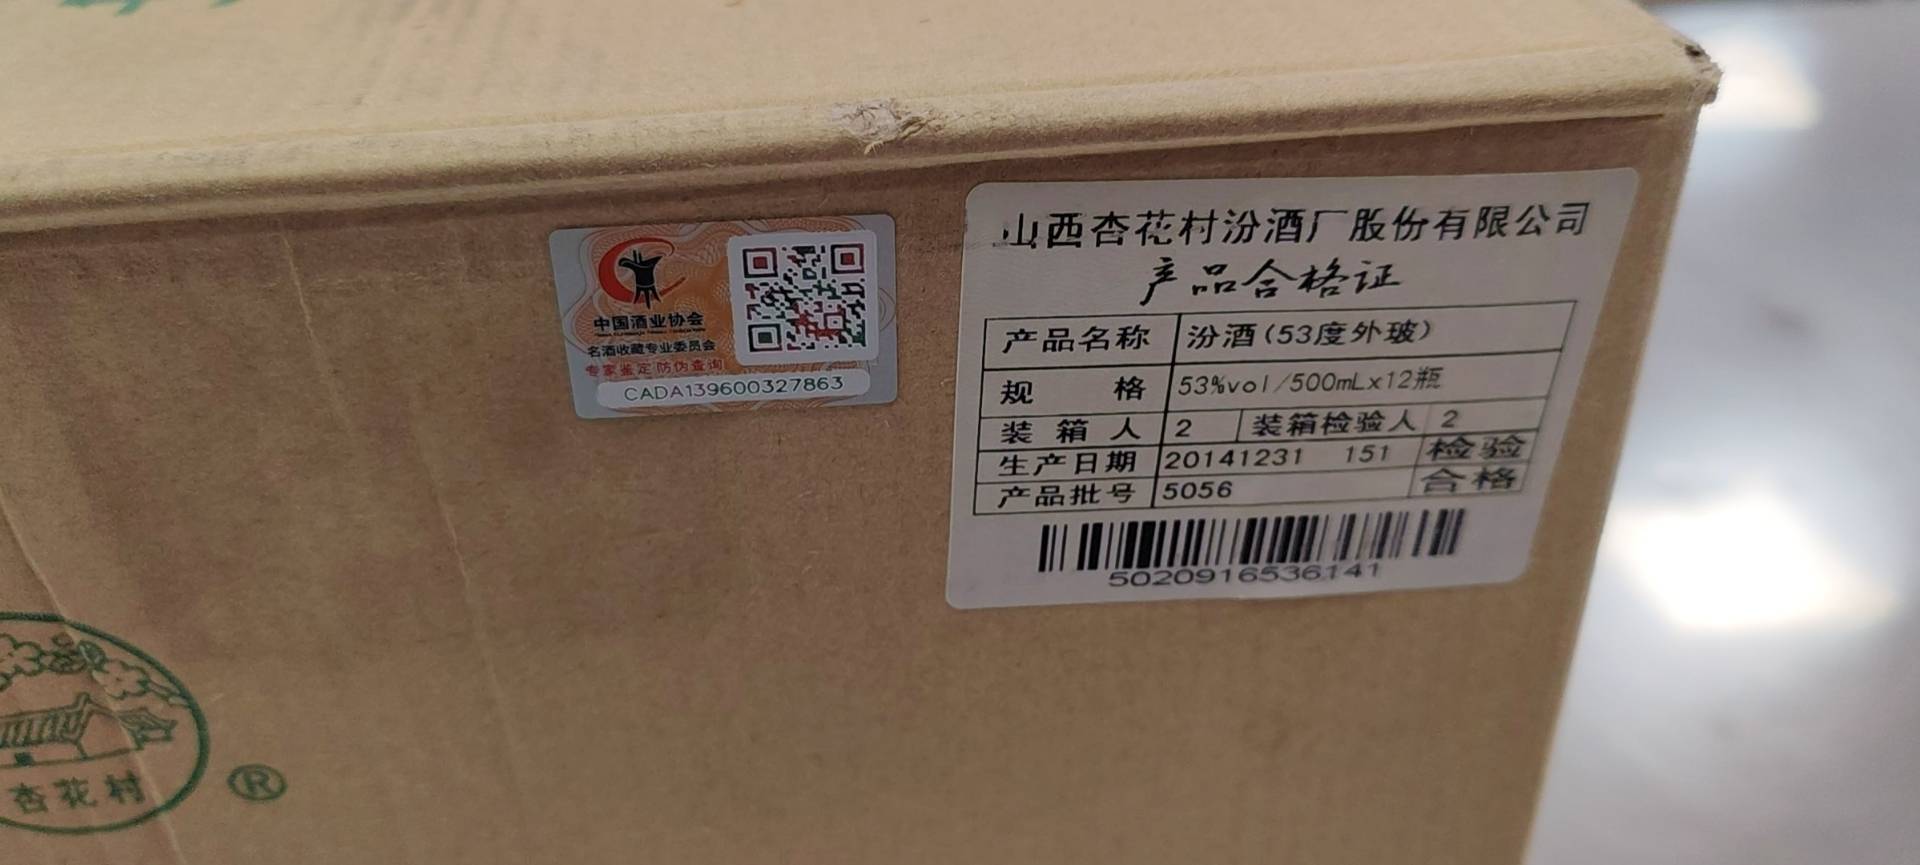 中国酒业协会
名酒收藏专业委员会
专家鉴定 防伪查询
CADA139600327863
山西杏花村汾酒厂股份有限公司
产品合格证
产品名称 汾酒(53度外玻)
规 格 53%vol/500mLx12瓶
装 箱 人 2 装箱检验人 2
生产日期 20141231 151 检验
产品批号 5056 合格
5020916536141
杏花村
®